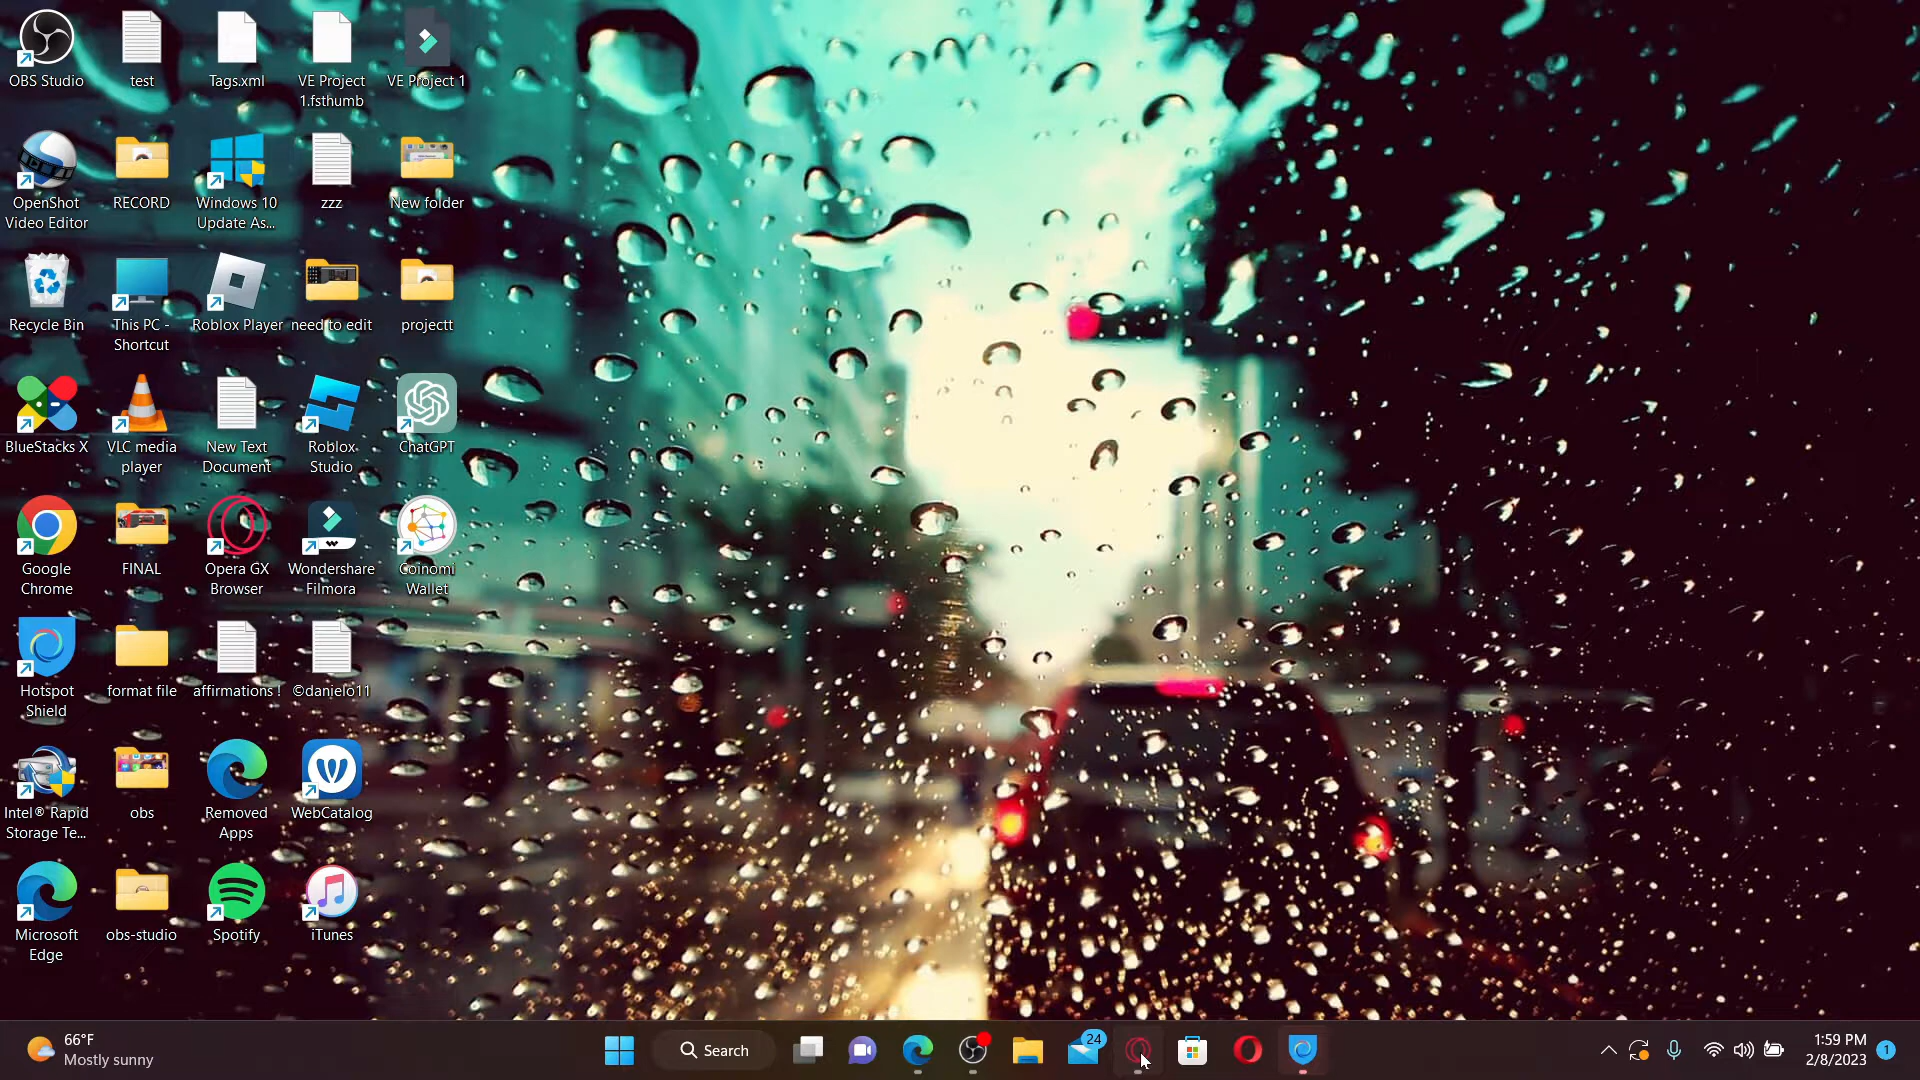 OBS Studio
test
Tags.xml
VE Project
1.fsthumb
VE Project 1
OpenShot
Video Editor
RECORD
Windows 10
Update As...
zzz
New folder
Recycle Bin
This PC -
Shortcut
Roblox Player
need to edit
projectt
BlueStacks X
VLC media
player
New Text
Document
Roblox
Studio
ChatGPT
Google
Chrome
FINAL
Opera GX
Browser
Wondershare
Filmora
Coinomi
Wallet
Hotspot
Shield
format file
affirmations !
©danielo11
Intel® Rapid
Storage Te...
obs
Removed
Apps
WebCatalog
Microsoft
Edge
obs-studio
Spotify
iTunes
66°F
Mostly sunny
Search
24
1:59 PM
2/8/2023
1